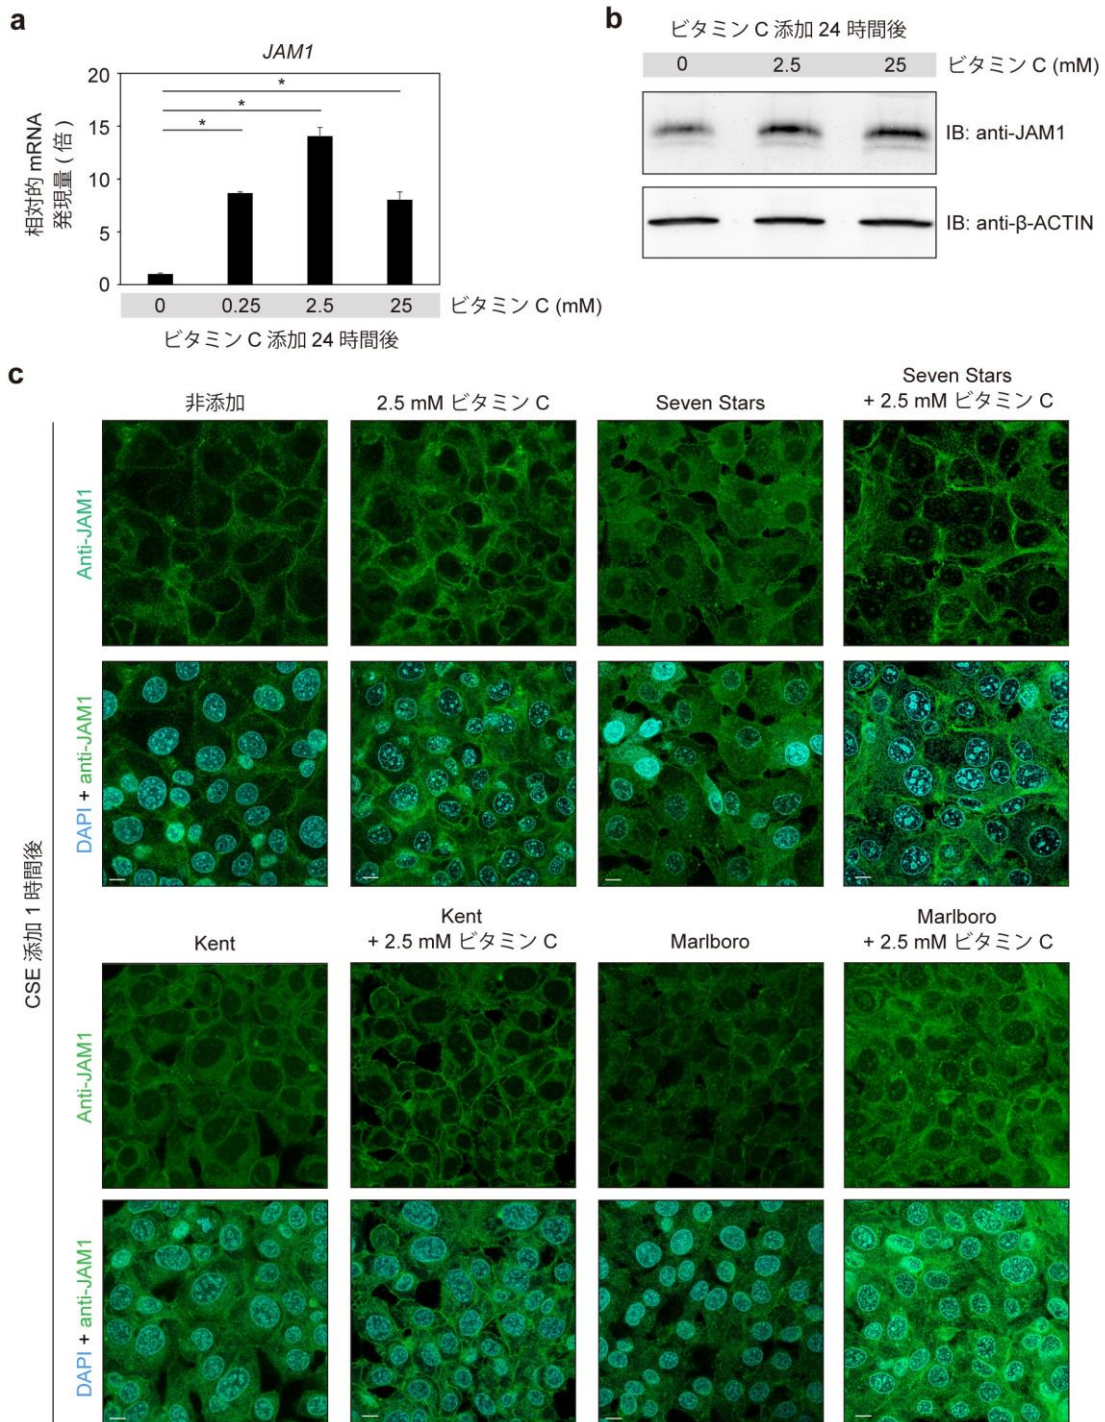 a
JAM1
相対的 mRNA
発現量 ( 倍 )
20
15
10
5
0
*
*
*
0 0.25 2.5 25 ビタミン C (mM)
ビタミン C 添加 24 時間後
b
ビタミン C 添加 24 時間後
0 2.5 25 ビタミン C (mM)
IB: anti-JAM1
IB: anti-β-ACTIN
c
CSE 添加 1 時間後
非添加
2.5 mM ビタミン C
Seven Stars
Seven Stars
+ 2.5 mM ビタミン C
Anti-JAM1
DAPI + anti-JAM1
Kent
Kent
+ 2.5 mM ビタミン C
Marlboro
Marlboro
+ 2.5 mM ビタミン C
Anti-JAM1
DAPI + anti-JAM1